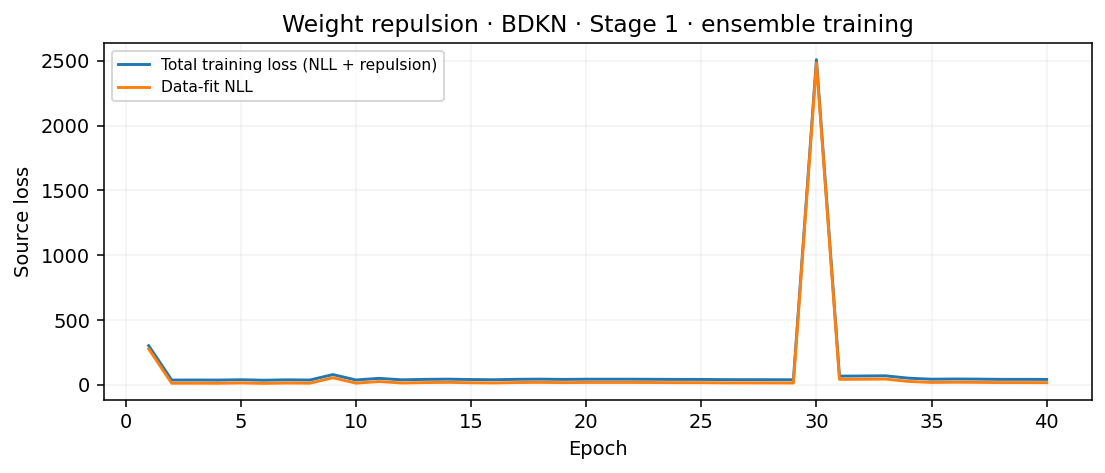 Weight repulsion · BDKN · Stage 1 · ensemble training
Total training loss (NLL + repulsion)
Data-fit NLL
Source loss
2500
2000
1500
1000
500
0
0 5 10 15 20 25 30 35 40
Epoch